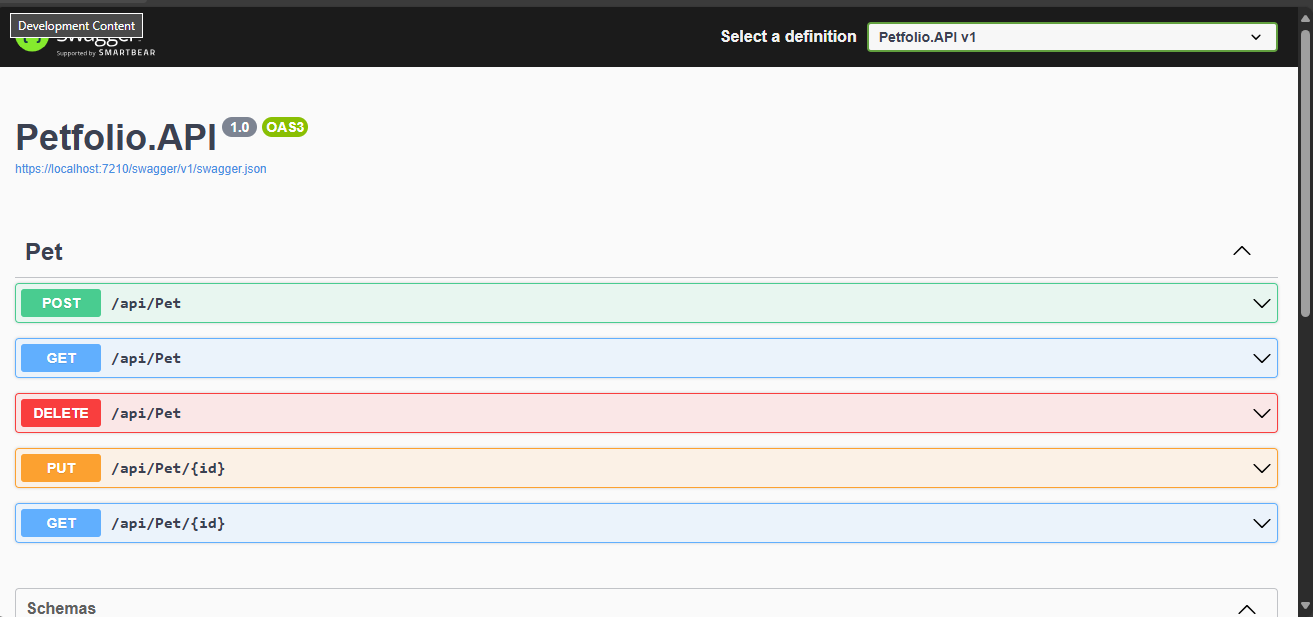 Development Content
Supported by SMARTBEAR
Select a definition
Petfolio.API v1
Petfolio.API 1.0 OAS3
https://localhost:7210/swagger/v1/swagger.json
Pet
POST /api/Pet
GET /api/Pet
DELETE /api/Pet
PUT /api/Pet/{id}
GET /api/Pet/{id}
Schemas